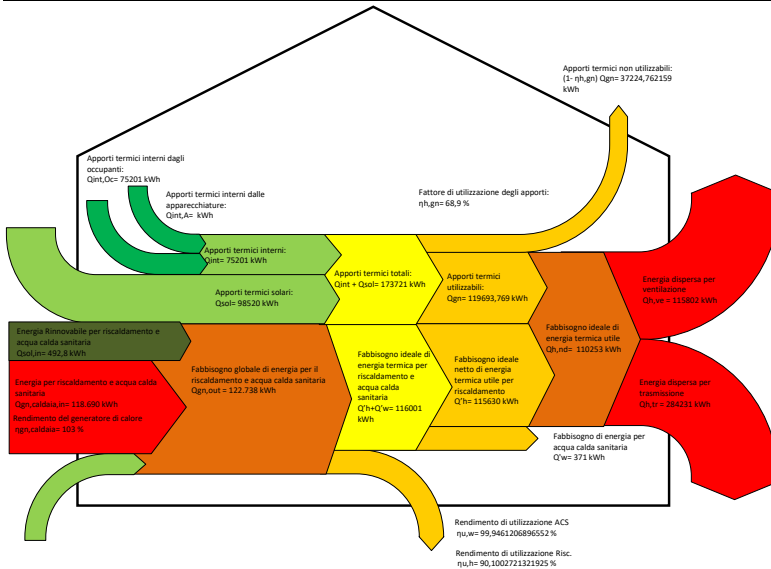 Apporti termici non utilizzabili:
(1- ηh,gn) Qgn= 37224,762159
kWh
Apporti termici interni dagli
occupanti:
Qint,Oc= 75201 kWh
Apporti termici interni dalle
apparecchiature:
Qint,A= kWh
Fattore di utilizzazione degli apporti:
ηh,gn= 68,9 %
Apporti termici interni:
Qint= 75201 kWh
Apporti termici totali:
Qint + Qsol= 173721 kWh
Apporti termici
utilizzabili:
Qgn= 119693,769 kWh
Energia dispersa per
ventilazione
Qh,ve = 115802 kWh
Apporti termici solari:
Qsol= 98520 kWh
Fabbisogno ideale di
energia termica utile
Qh,nd= 110253 kWh
Energia Rinnovabile per riscaldamento e
acqua calda sanitaria
Qsol,in= 492,8 kWh
Fabbisogno globale di energia per il
riscaldamento e acqua calda sanitaria
Qgn,out = 122.738 kWh
Fabbisogno ideale di
energia termica per
riscaldamento e
acqua calda
sanitaria
Q'h+Q'w= 116001
kWh
Fabbisogno ideale
netto di energia
termica utile per
riscaldamento
Q'h= 115630 kWh
Energia per riscaldamento e acqua calda
sanitaria
Qgn,caldaia,in= 118.690 kWh
Rendimento del generatore di calore
ηgn,caldaia= 103 %
Energia dispersa per
trasmissione
Qh,tr = 284231 kWh
Fabbisogno di energia per
acqua calda sanitaria
Q'w= 371 kWh
Rendimento di utilizzazione ACS
ηu,w= 99,9461206896552 %
Rendimento di utilizzazione Risc.
ηu,h= 90,1002721321925 %